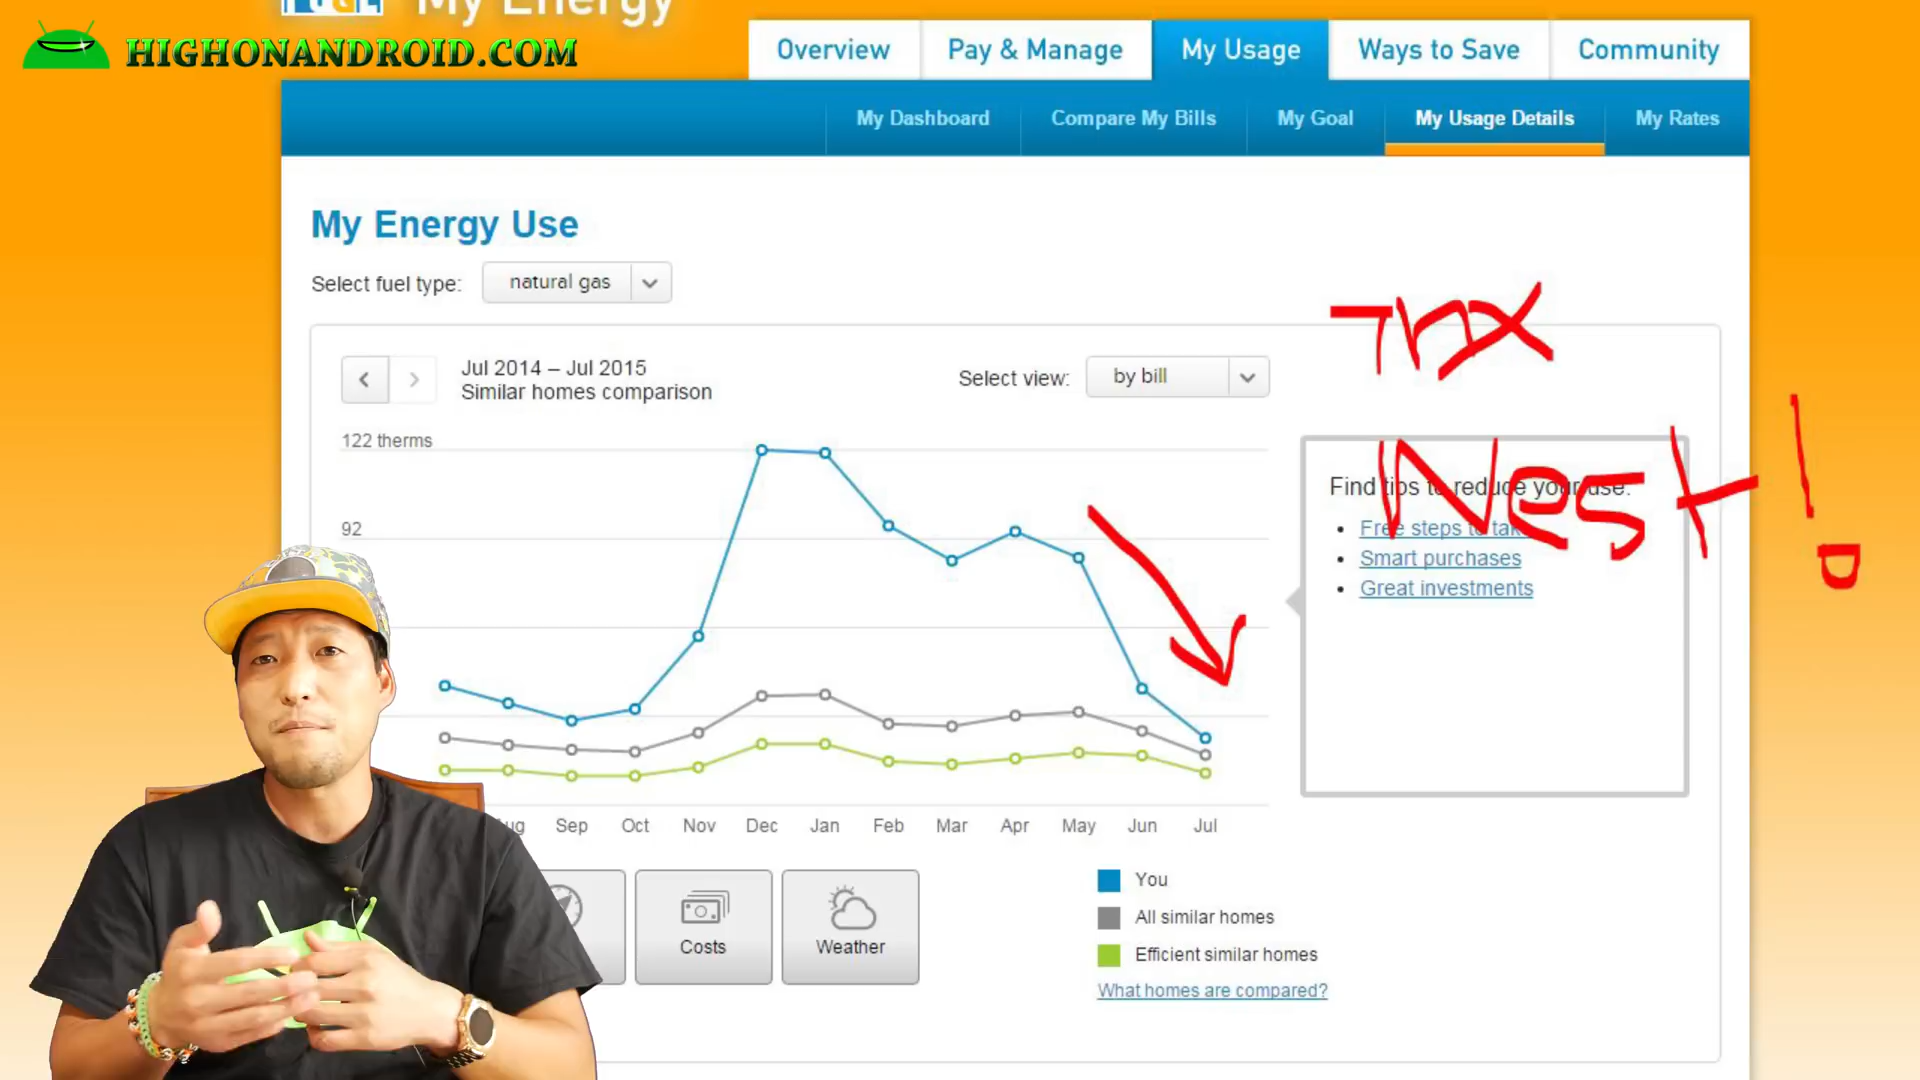 My Energy
HIGHONANDROID.COM
Overview Pay & Manage My Usage Ways to Save Community
My Dashboard Compare My Bills My Goal My Usage Details My Rates
My Energy Use
Select fuel type: natural gas
Thx
Jul 2014 – Jul 2015
Similar homes comparison
Select view: by bill
122 therms
Nest!
Find tips to reduce your use:
92
Free steps to take
Smart purchases
Great investments
Sep Oct Nov Dec Jan Feb Mar Apr May Jun Jul
You
All similar homes
Efficient similar homes
Costs
Weather
What homes are compared?